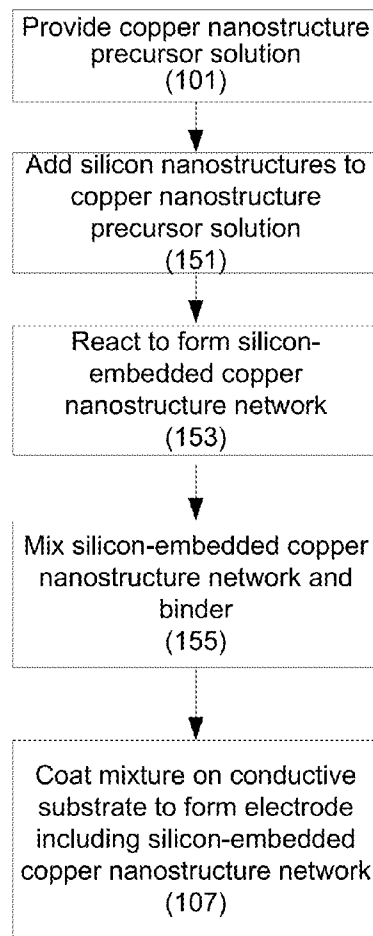 Provide copper nanostructure
precursor solution
(101)
Add silicon nanostructures to
copper nanostructure
precursor solution
(151)
React to form silicon-
embedded copper
nanostructure network
(153)
Mix silicon-embedded copper
nanostructure network and
binder
(155)
Coat mixture on conductive
substrate to form electrode
including silicon-embedded
copper nanostructure network
(107)